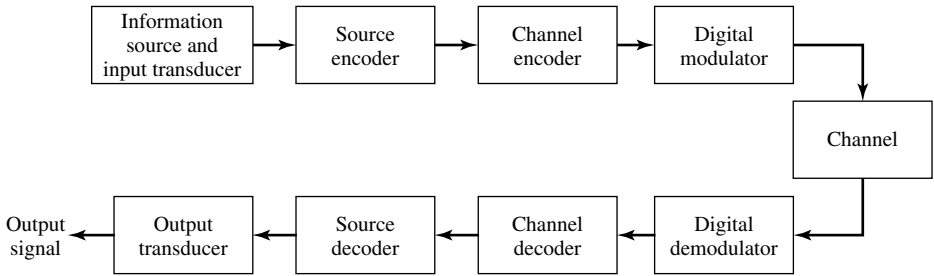 Information
source and
input transducer
Source
encoder
Channel
encoder
Digital
modulator
Channel
Output
signal
Output
transducer
Source
decoder
Channel
decoder
Digital
demodulator